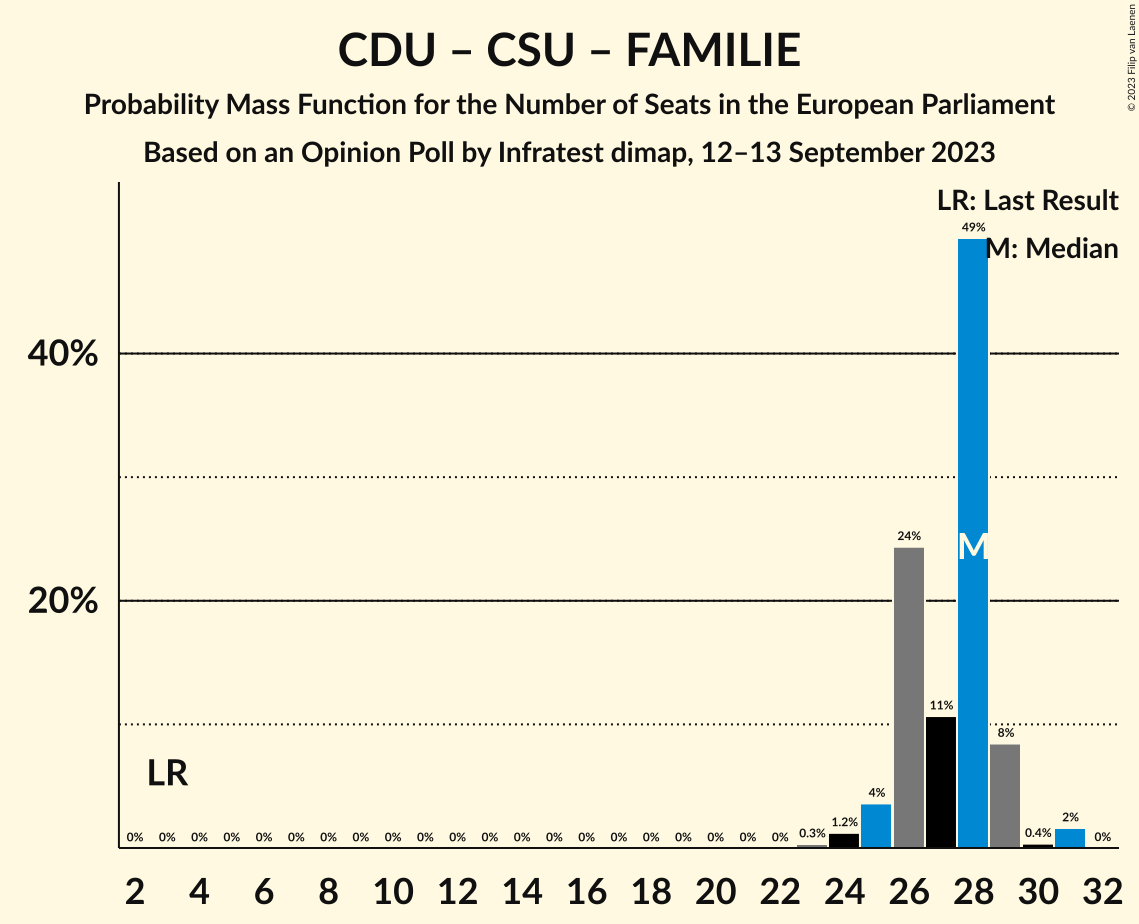 CDU – CSU – FAMILIE
Probability Mass Function for the Number of Seats in the European Parliament
Based on an Opinion Poll by Infratest dimap, 12–13 September 2023
© 2023 Filip van Laenen
LR: Last Result
M: Median
49%
40%
M
24%
20%
11%
8%
LR
4%
2%
1.2%
0.3%
0.4%
0% 0% 0% 0% 0% 0% 0% 0% 0% 0% 0% 0% 0% 0% 0% 0% 0% 0% 0% 0% 0% 0%
2 4 6 8 10 12 14 16 18 20 22 24 26 28 30 32